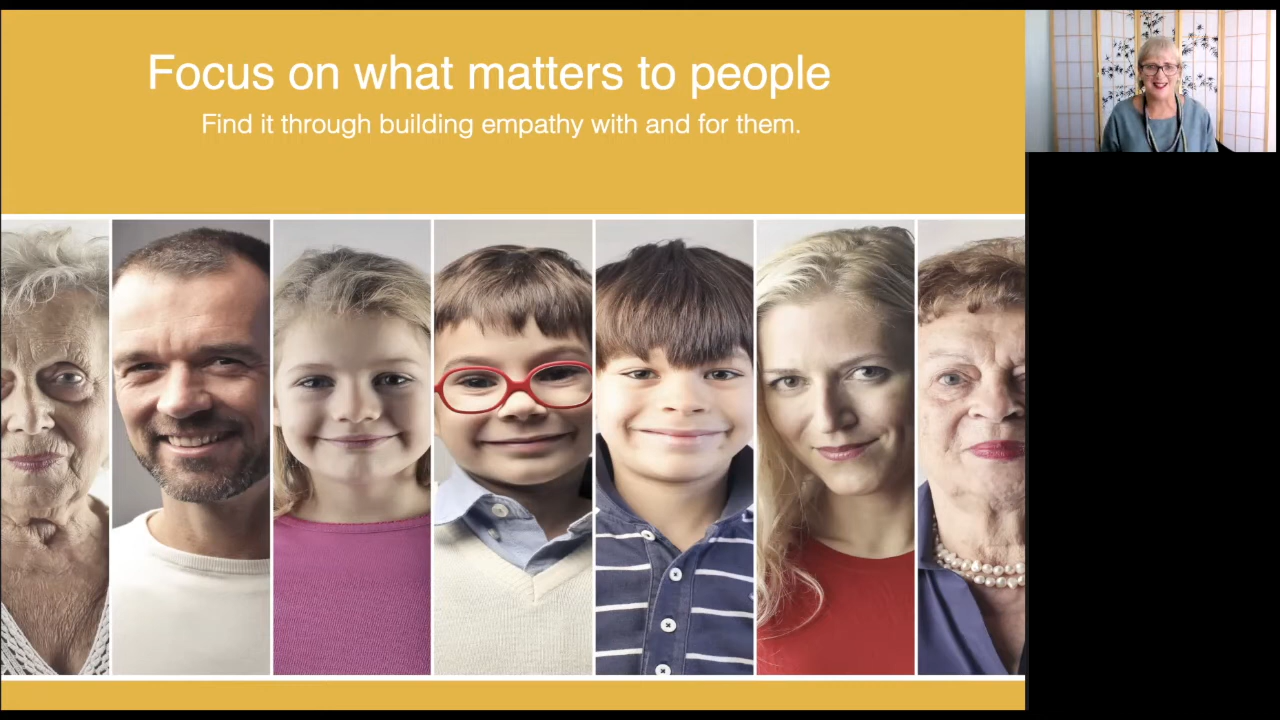 Focus on what matters to people
Find it through building empathy with and for them.